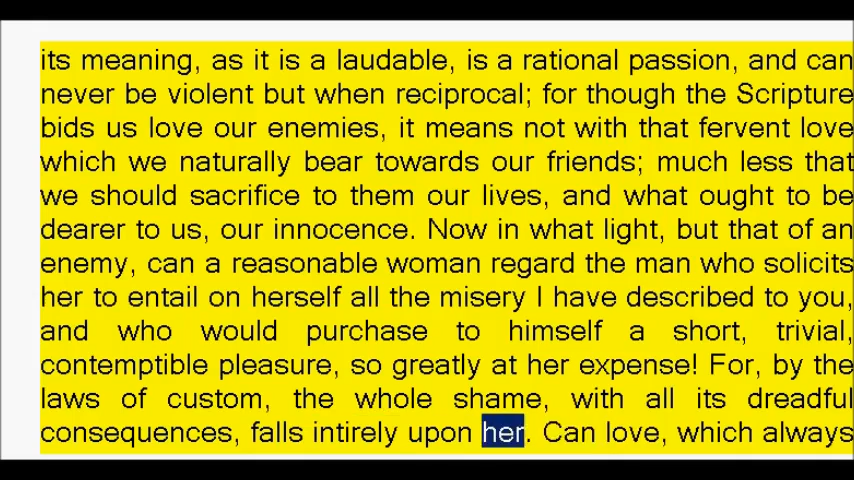 its meaning, as it is a laudable, is a rational passion, and can
never be violent but when reciprocal; for though the Scripture
bids us love our enemies, it means not with that fervent love
which we naturally bear towards our friends; much less that
we should sacrifice to them our lives, and what ought to be
dearer to us, our innocence. Now in what light, but that of an
enemy, can a reasonable woman regard the man who solicits
her to entail on herself all the misery I have described to you,
and who would purchase to himself a short, trivial,
contemptible pleasure, so greatly at her expense! For, by the
laws of custom, the whole shame, with all its dreadful
consequences, falls intirely upon her. Can love, which always